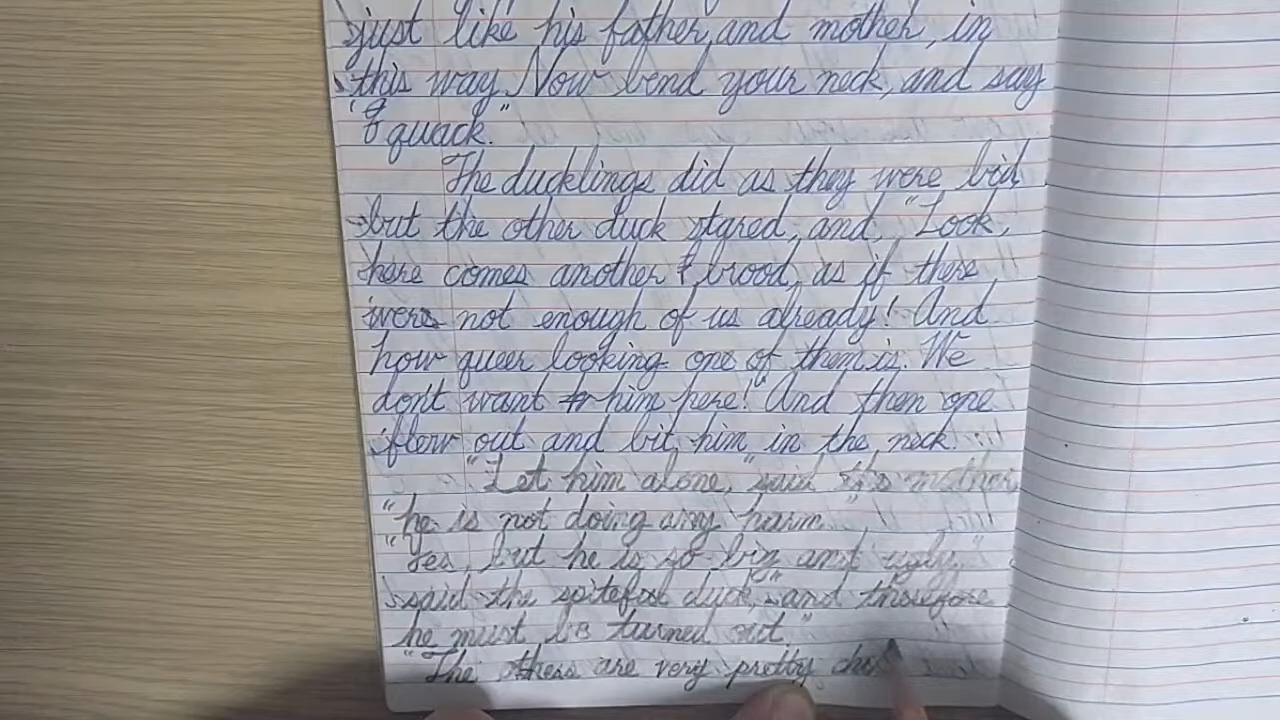 just like his father, and mother, in
this way. Now bend your neck, and say
'quack.'"
The ducklings did as they were bid,
but the other duck stared, and, "Look,
here comes another brood, as if there
were not enough of us already! And
how queer looking one of them is. We
don't want him here!" And then one
flew out and bit him in the neck.
"Let him alone," said the mother
"he is not doing any harm."
"Yes, but he is so big and ugly,"
said the spiteful duck, "and therefore
he must be turned out."
"The others are very pretty